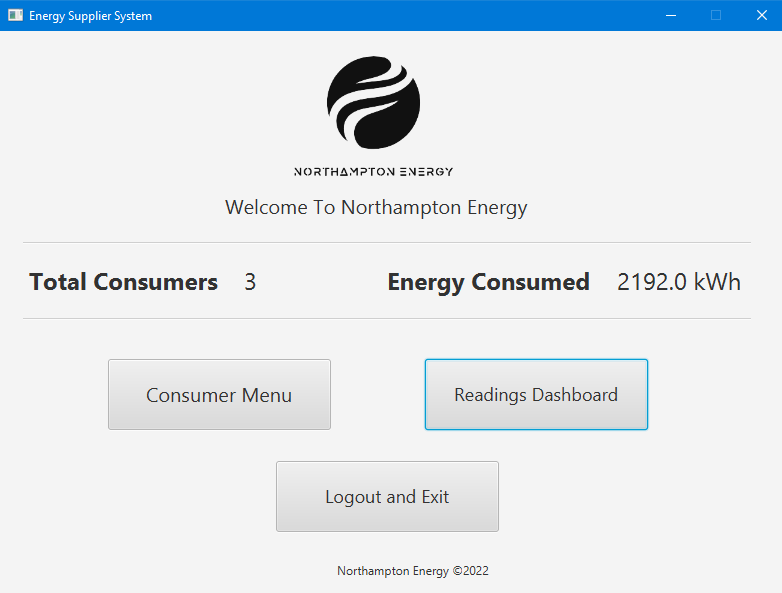 Energy Supplier System
NORTHAMPTON ENERGY
Welcome To Northampton Energy
Total Consumers 3 Energy Consumed 2192.0 kWh
Consumer Menu Readings Dashboard
Logout and Exit
Northampton Energy ©2022